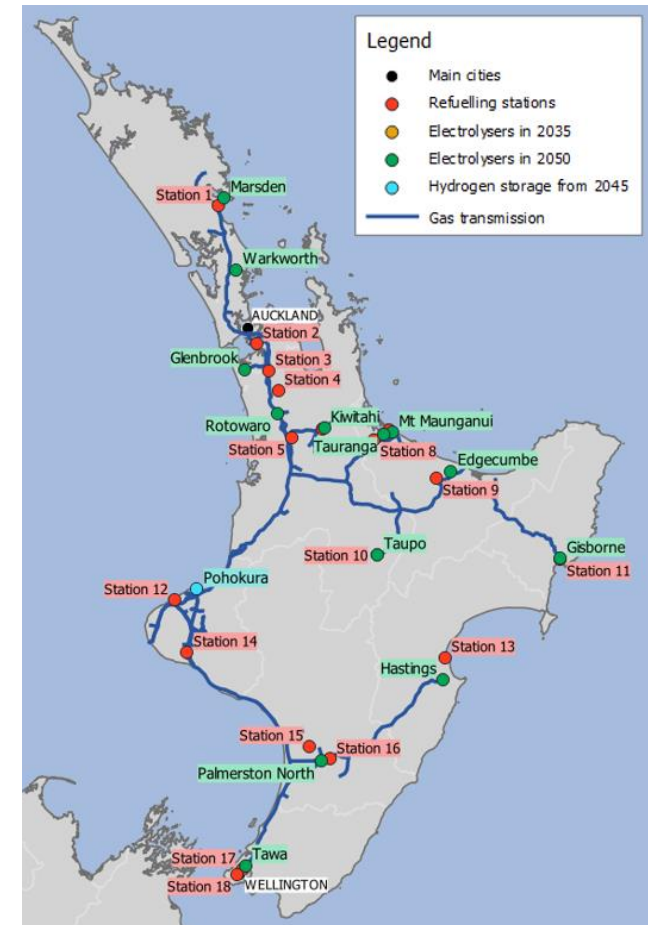 Legend
Main cities
Refuelling stations
Electrolysers in 2035
Electrolysers in 2050
Hydrogen storage from 2045
Gas transmission
Marsden
Station 1
Warkworth
AUCKLAND
Station 2
Glenbrook
Station 3
Station 4
Rotowaro
Kiwitahi
Mt Maunganui
Station 5
Tauranga
Station 8
Edgecumbe
Station 9
Taupo
Station 10
Gisborne
Station 11
Pohokura
Station 12
Station 13
Station 14
Hastings
Station 15
Station 16
Palmerston North
Station 17
Tawa
Station 18
WELLINGTON